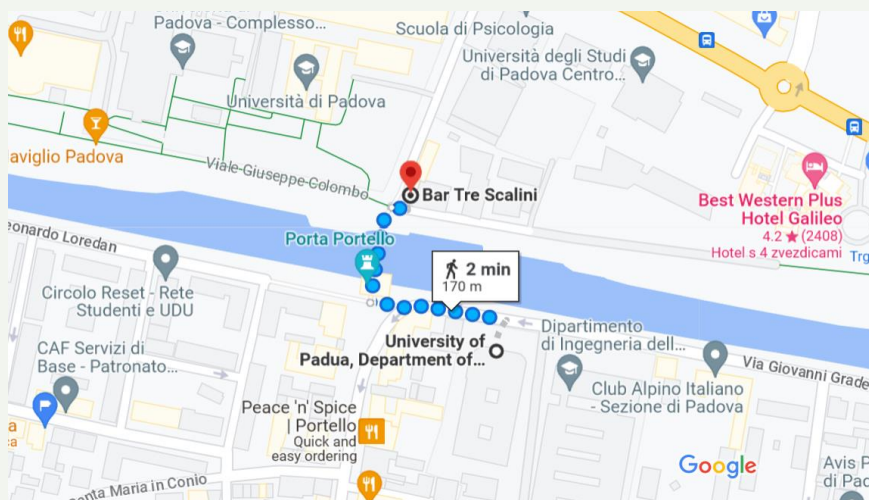 Padova - Complesso...
Scuola di Psicologia
Università degli Studi
di Padova Centro...
Università di Padova
aviglio Padova
Viale-Giuseppe-Colombo
Bar Tre Scalini
Best Western Plus
Hotel Galileo
4.2 ★ (2408)
Hotel s 4 zvezdicami
Trg
eonardo Loredan
Porta Portello
2 min
170 m
Circolo Reset - Rete
Studenti e UDU
University of
Padua, Department of...
Dipartimento
di Ingegneria dell...
CAF Servizi di
Base - Patronato...
Via Giovanni Grade
Club Alpino Italiano
- Sezione di Padova
Peace 'n' Spice
| Portello
Quick and
easy ordering
a
ca
Google
Avis P
di Pad
nta Maria in Conio